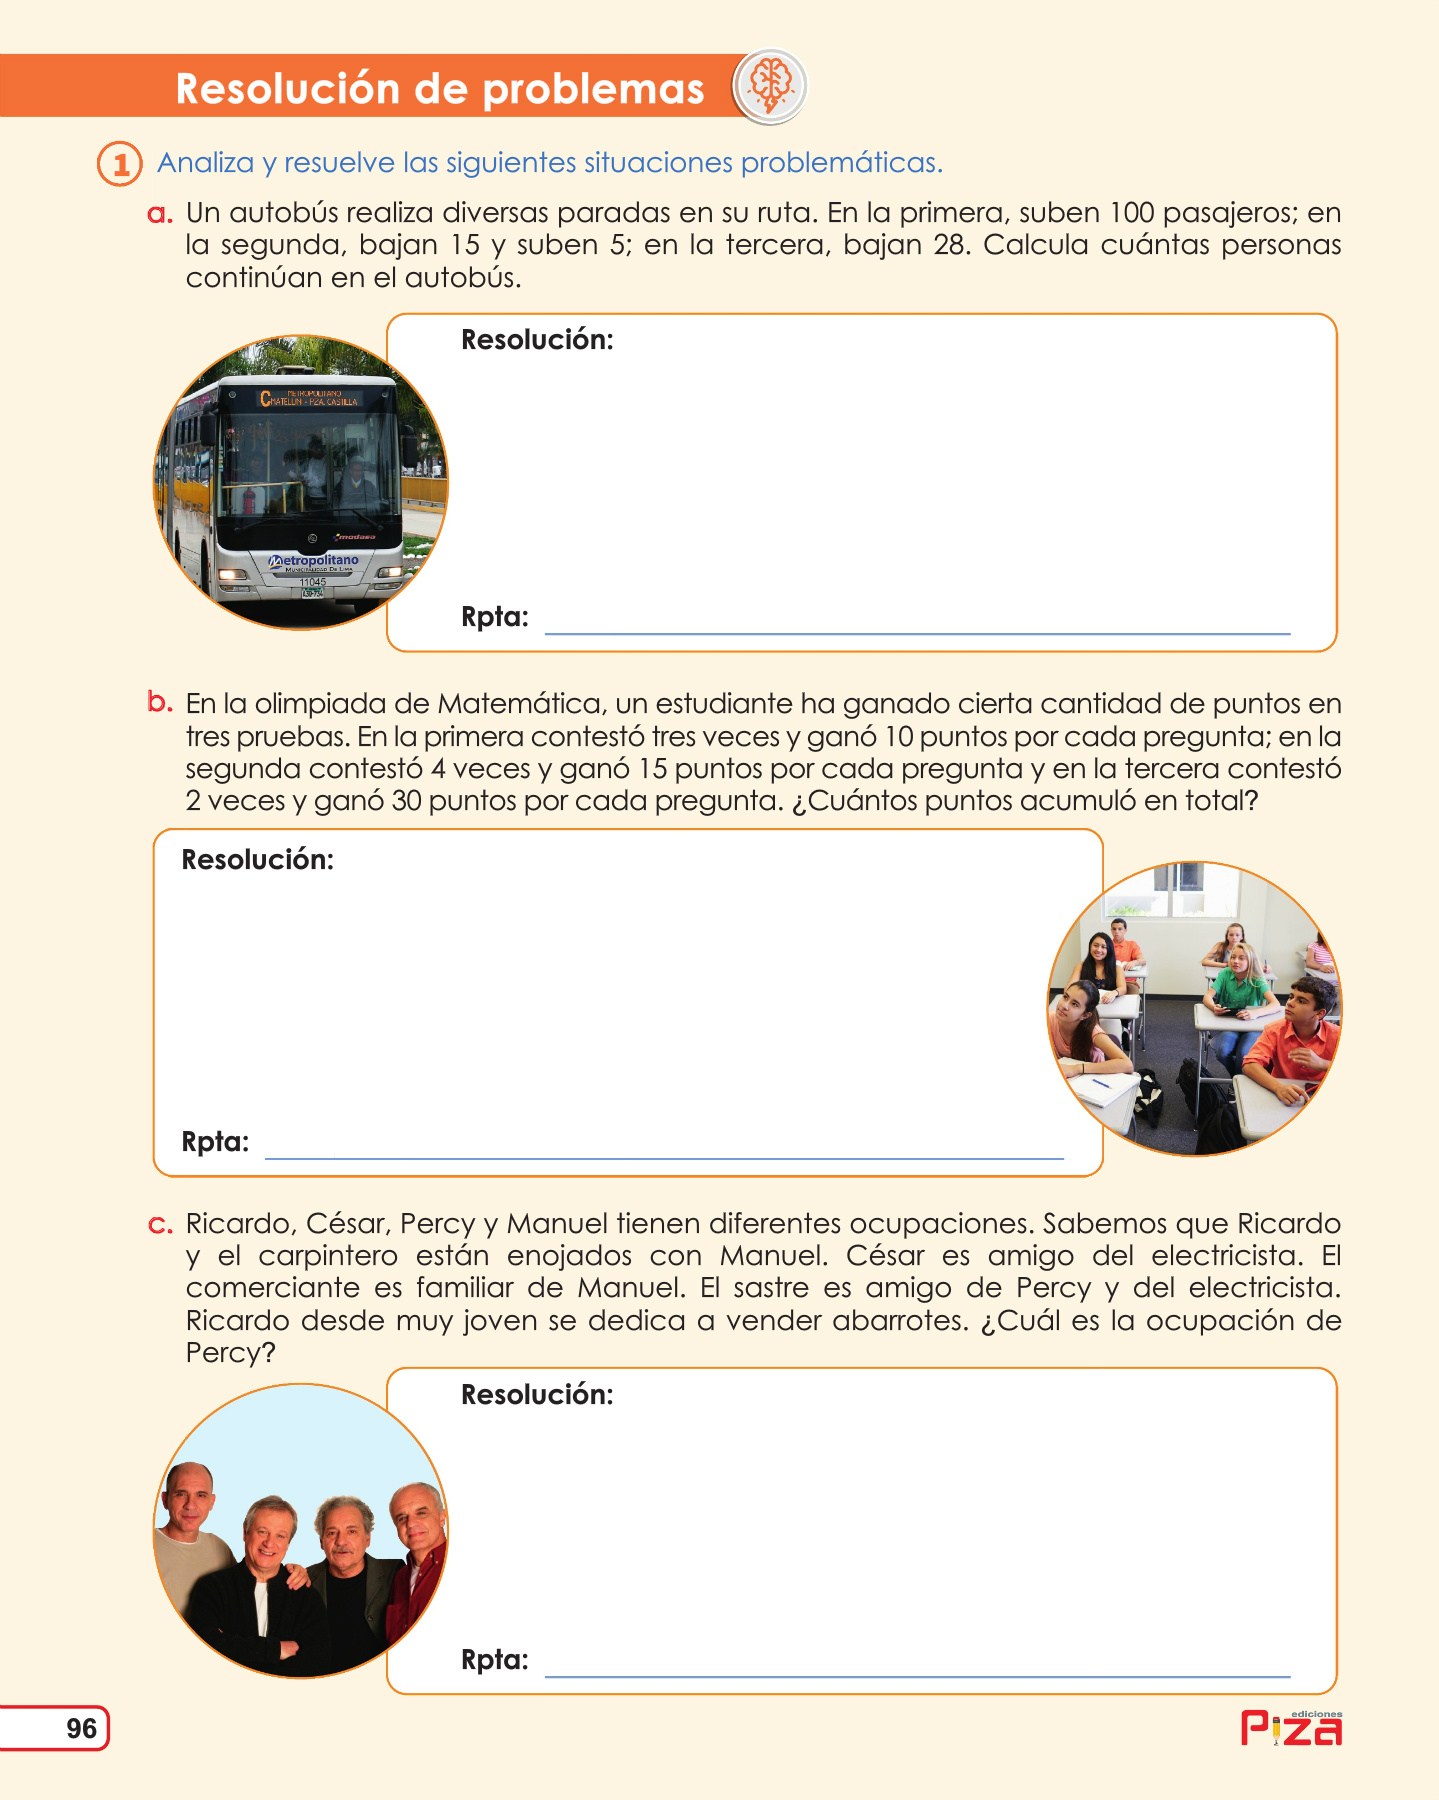 Resolución de problemas
1 Analiza y resuelve las siguientes situaciones problemáticas.
a. Un autobús realiza diversas paradas en su ruta. En la primera, suben 100 pasajeros; en
la segunda, bajan 15 y suben 5; en la tercera, bajan 28. Calcula cuántas personas
continúan en el autobús.
Resolución:
METROPOLITANO
C MATELLINI - PZA. CASTILLA
modasa
Metropolitano
MUNICIPALIDAD DE LIMA
11045
Rpta:
b. En la olimpiada de Matemática, un estudiante ha ganado cierta cantidad de puntos en
tres pruebas. En la primera contestó tres veces y ganó 10 puntos por cada pregunta; en la
segunda contestó 4 veces y ganó 15 puntos por cada pregunta y en la tercera contestó
2 veces y ganó 30 puntos por cada pregunta. ¿Cuántos puntos acumuló en total?
Resolución:
Rpta:
c. Ricardo, César, Percy y Manuel tienen diferentes ocupaciones. Sabemos que Ricardo
y el carpintero están enojados con Manuel. César es amigo del electricista. El
comerciante es familiar de Manuel. El sastre es amigo de Percy y del electricista.
Ricardo desde muy joven se dedica a vender abarrotes. ¿Cuál es la ocupación de
Percy?
Resolución:
Rpta:
96
ediciones
Piza